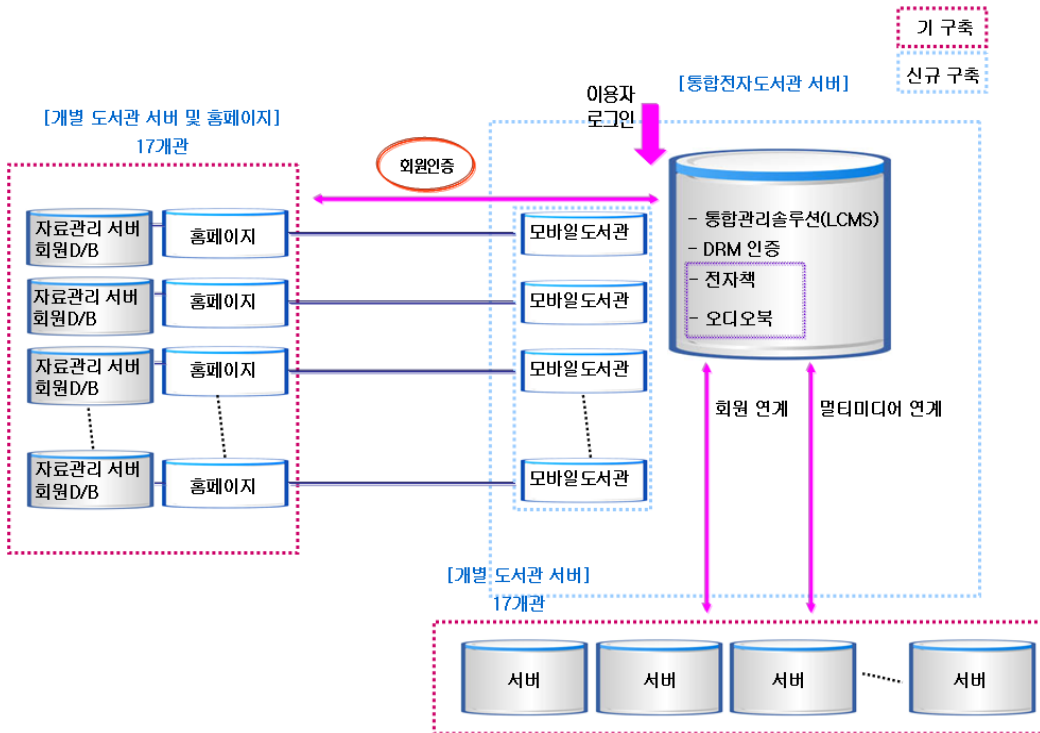 기 구축
신규 구축
[통합전자도서관 서버]
이용자
로그인
[개별 도서관 서버 및 홈페이지]
17개관
회원인증
자료관리 서버
회원D/B
홈페이지
모바일도서관
자료관리 서버
회원D/B
홈페이지
모바일도서관
자료관리 서버
회원D/B
홈페이지
모바일도서관
자료관리 서버
회원D/B
홈페이지
모바일도서관
- 통합관리솔루션(LCMS)
- DRM 인증
- 전자책
- 오디오북
회원 연계
멀티미디어 연계
[개별 도서관 서버]
17개관
서버
서버
서버
서버